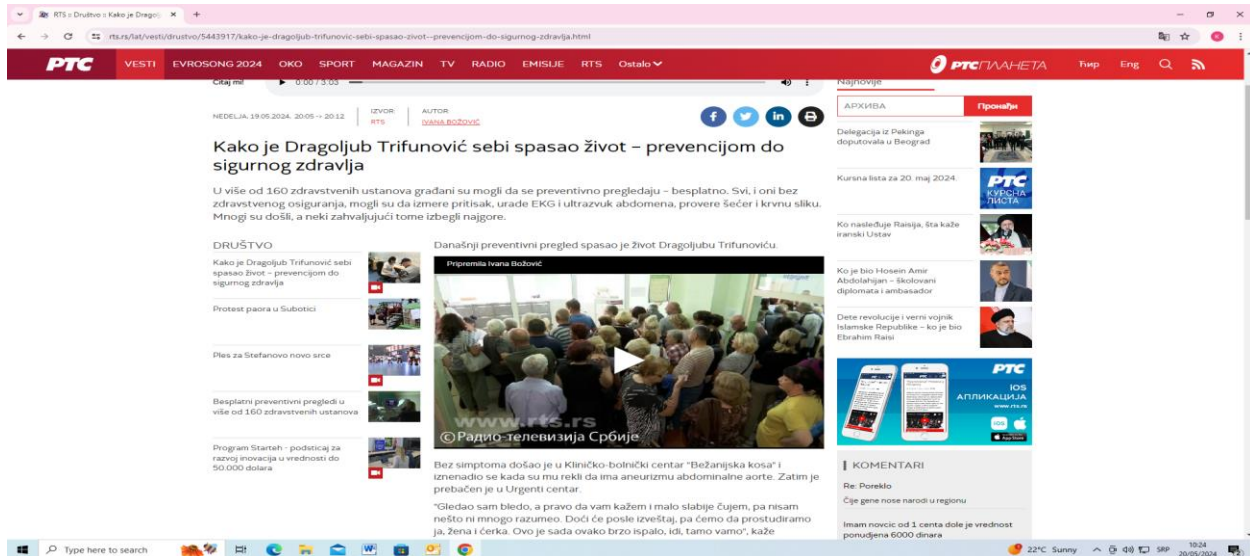 RTS :: Društvo :: Kako je Dragolj
rts.rs/lat/vesti/drustvo/5443917/kako-je-dragoljub-trifunovic-sebi-spasao-zivot--prevencijom-do-sigurnog-zdravlja.html
РТС VESTI EVROSONG 2024 OKO SPORT MAGAZIN TV RADIO EMISIJE RTS Ostalo РТСПЛАНЕТА Ћир Eng
Čitaj mi! 0:00 / 3:03
NEDELJA, 19.05.2024, 20:05 -> 20:12
IZVOR:
RTS
AUTOR:
IVANA BOŽOVIĆ
Kako je Dragoljub Trifunović sebi spasao život – prevencijom do
sigurnog zdravlja
U više od 160 zdravstvenih ustanova građani su mogli da se preventivno pregledaju – besplatno. Svi, i oni bez
zdravstvenog osiguranja, mogli su da izmere pritisak, urade EKG i ultrazvuk abdomena, provere šećer i krvnu sliku.
Mnogi su došli, a neki zahvaljujući tome izbegli najgore.
DRUŠTVO
Kako je Dragoljub Trifunović sebi
spasao život – prevencijom do
sigurnog zdravlja
Protest paora u Subotici
Ples za Stefanovo novo srce
Besplatni preventivni pregledi u
više od 160 zdravstvenih ustanova
Program Starteh - podsticaj za
razvoj inovacija u vrednosti do
50.000 dolara
Današnji preventivni pregled spasao je život Dragoljubu Trifunoviću.
Pripremila Ivana Božović
www.rts.rs
©Радио-телевизија Србије
Bez simptoma došao je u Kliničko-bolnički centar "Bežanijska kosa" i
iznenadio se kada su mu rekli da ima aneurizmu abdominalne aorte. Zatim je
prebačen je u Urgenti centar.
"Gledao sam bledo, a pravo da vam kažem i malo slabije čujem, pa nisam
nešto ni mnogo razumeo. Doći će posle izveštaj, pa ćemo da prostudiramo
ja, žena i ćerka. Ovo je sada ovako brzo ispalo, idi, tamo vamo", kaže
Najnovije
АРХИВА Пронађи
Delegacija iz Pekinga
doputovala u Beograd
Kursna lista za 20. maj 2024.
РТС
КУРСНА
ЛИСТА
Ko nasleđuje Raisija, šta kaže
iranski Ustav
Ko je bio Hosein Amir
Abdolahijan – školovani
diplomata i ambasador
Dete revolucije i verni vojnik
Islamske Republike – ko je bio
Ebrahim Raisi
РТС
iOS
АПЛИКАЦИЈА
www.rts.rs
iOS
App Store
KOMENTARI
Re: Poreklo
Čije gene nose narodi u regionu
Imam novcic od 1 centa dole je vrednost
ponudjena 6000 dinara
Type here to search
22°C Sunny
SRP
10:24
20/05/2024